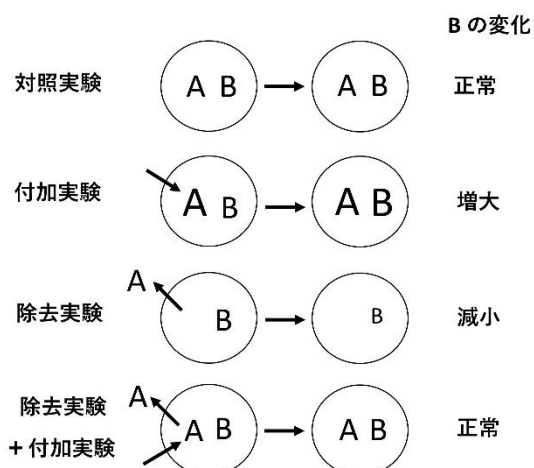 B の変化
対照実験 A B A B 正常
付加実験 A B A B 増大
A
除去実験 B B 減小
A
除去実験
+ 付加実験 A B A B 正常